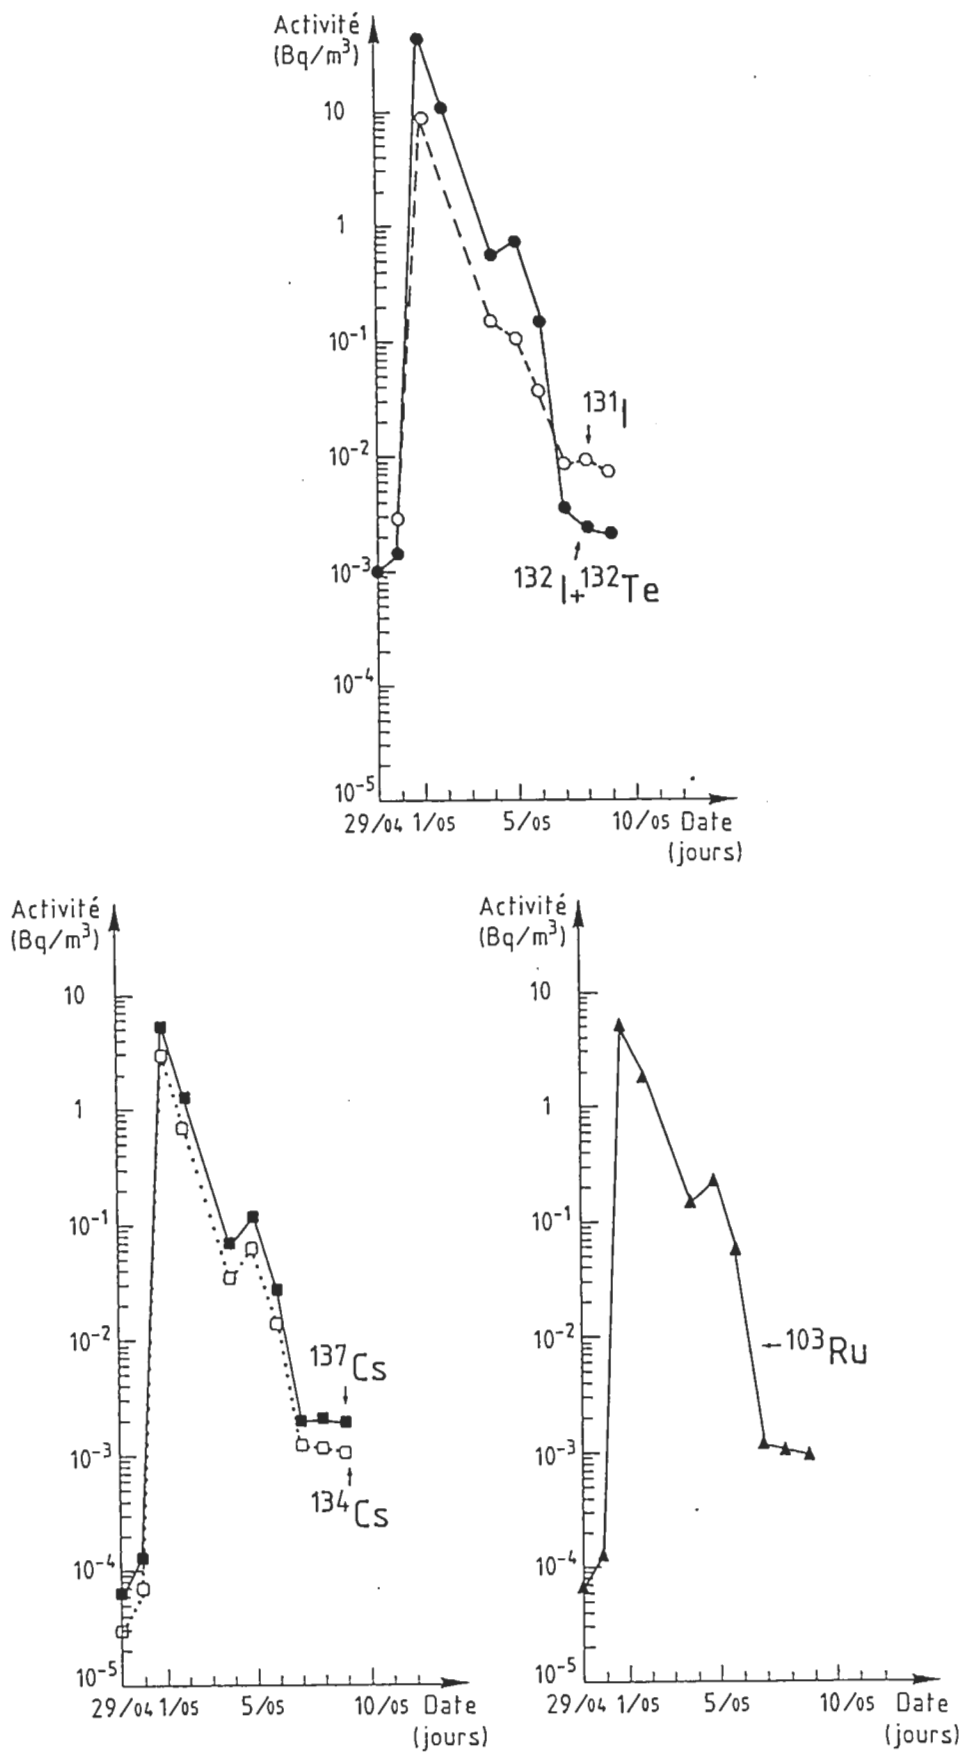 Activité
(Bq/m³)
10
1
10⁻¹
10⁻²
10⁻³
10⁻⁴
10⁻⁵
¹³¹I
¹³²I+¹³²Te
29/04 1/05 5/05 10/05 Date
(jours)
Activité
(Bq/m³)
10
1
10⁻¹
10⁻²
10⁻³
10⁻⁴
10⁻⁵
¹³⁷Cs
¹³⁴Cs
29/04 1/05 5/05 10/05 Date
(jours)
Activité
(Bq/m³)
10
1
10⁻¹
10⁻²
10⁻³
10⁻⁴
10⁻⁵
¹⁰³Ru
29/04 1/05 5/05 10/05 Date
(jours)